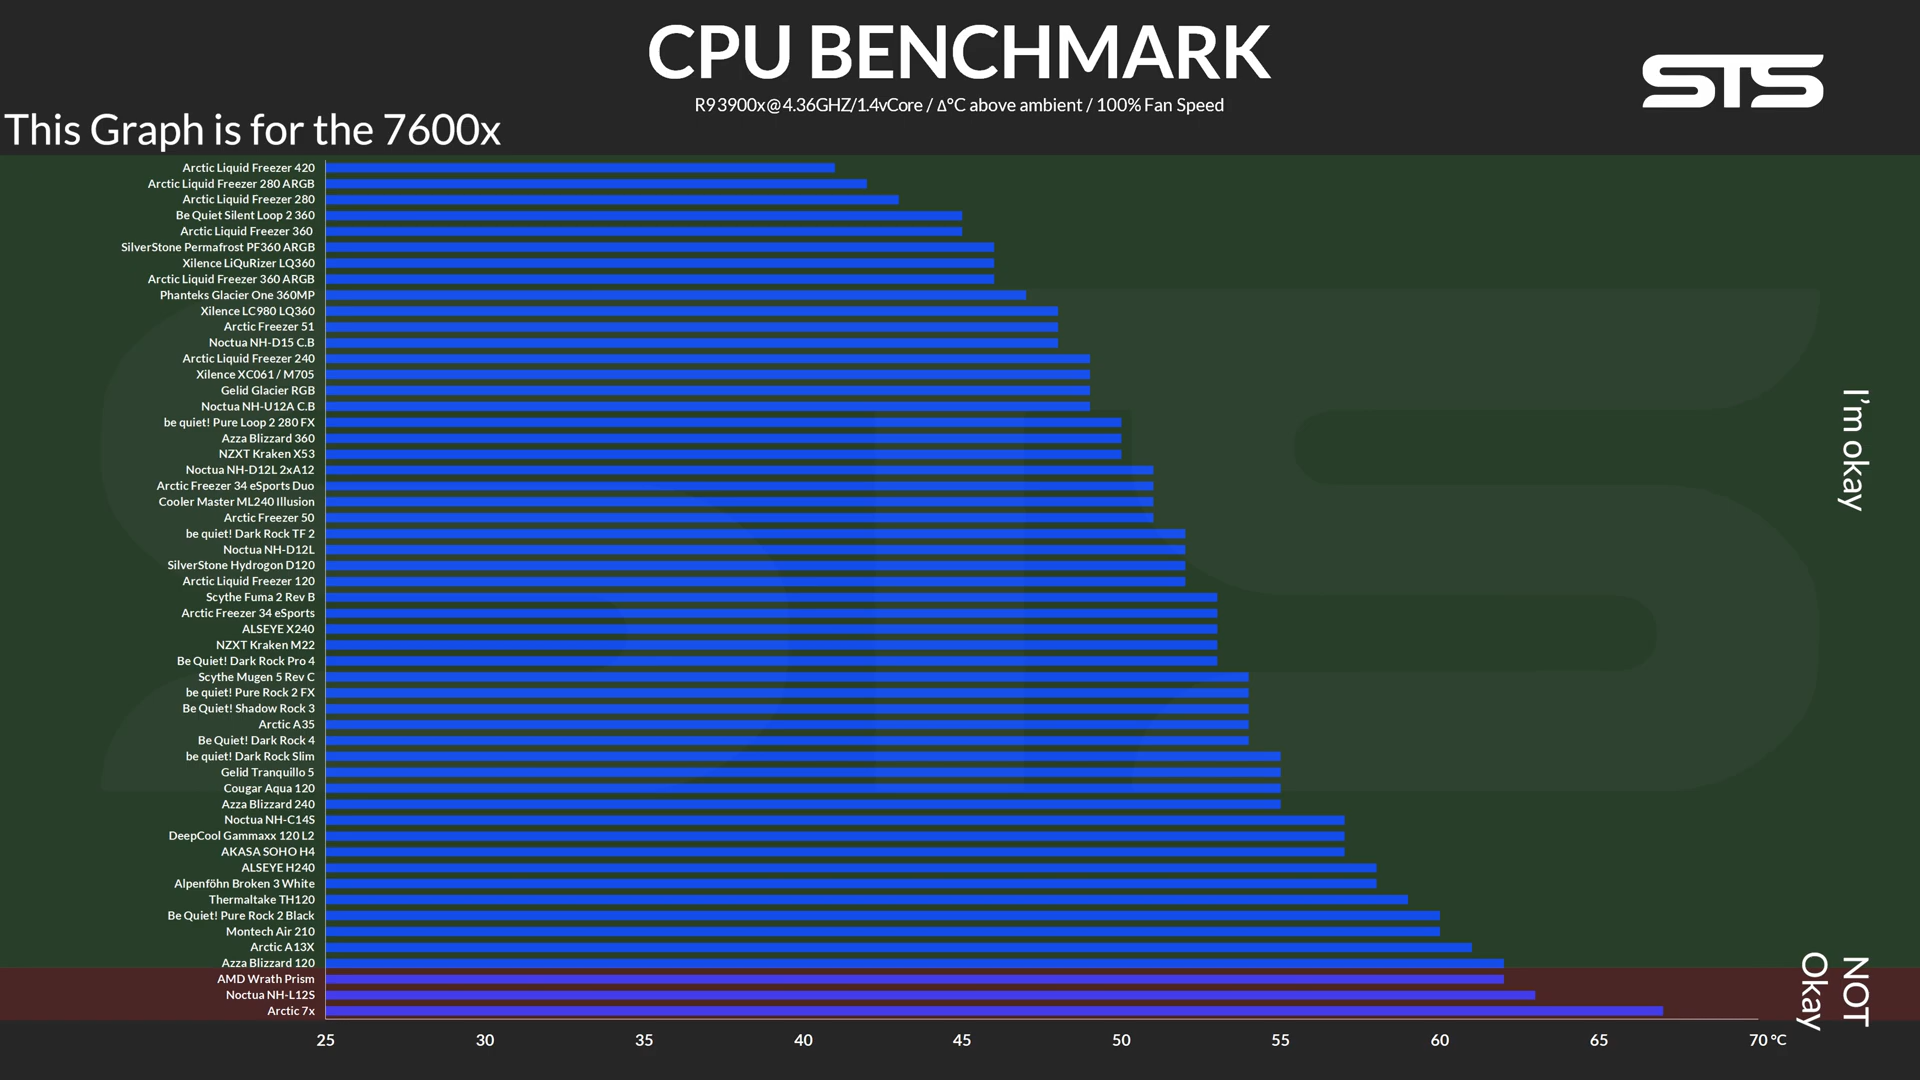 CPU BENCHMARK
STS
R9 3900x@4.36GHZ/1.4vCore / Δ°C above ambient / 100% Fan Speed
This Graph is for the 7600x
Arctic Liquid Freezer 420
Arctic Liquid Freezer 280 ARGB
Arctic Liquid Freezer 280
Be Quiet Silent Loop 2 360
Arctic Liquid Freezer 360
SilverStone Permafrost PF360 ARGB
Xilence LiQuRizer LQ360
Arctic Liquid Freezer 360 ARGB
Phanteks Glacier One 360MP
Xilence LC980 LQ360
Arctic Freezer 51
Noctua NH-D15 C.B
Arctic Liquid Freezer 240
Xilence XC061 / M705
Gelid Glacier RGB
Noctua NH-U12A C.B
be quiet! Pure Loop 2 280 FX
Azza Blizzard 360
NZXT Kraken X53
Noctua NH-D12L 2xA12
Arctic Freezer 34 eSports Duo
Cooler Master ML240 Illusion
Arctic Freezer 50
be quiet! Dark Rock TF 2
Noctua NH-D12L
SilverStone Hydrogon D120
Arctic Liquid Freezer 120
Scythe Fuma 2 Rev B
Arctic Freezer 34 eSports
ALSEYE X240
NZXT Kraken M22
Be Quiet! Dark Rock Pro 4
Scythe Mugen 5 Rev C
be quiet! Pure Rock 2 FX
Be Quiet! Shadow Rock 3
Arctic A35
Be Quiet! Dark Rock 4
be quiet! Dark Rock Slim
Gelid Tranquillo 5
Cougar Aqua 120
Azza Blizzard 240
Noctua NH-C14S
DeepCool Gammaxx 120 L2
AKASA SOHO H4
ALSEYE H240
Alpenföhn Broken 3 White
Thermaltake TH120
Be Quiet! Pure Rock 2 Black
Montech Air 210
Arctic A13X
Azza Blizzard 120
AMD Wrath Prism
Noctua NH-L12S
Arctic 7x
I'm okay
NOT
Okay
25 30 35 40 45 50 55 60 65 70 °C